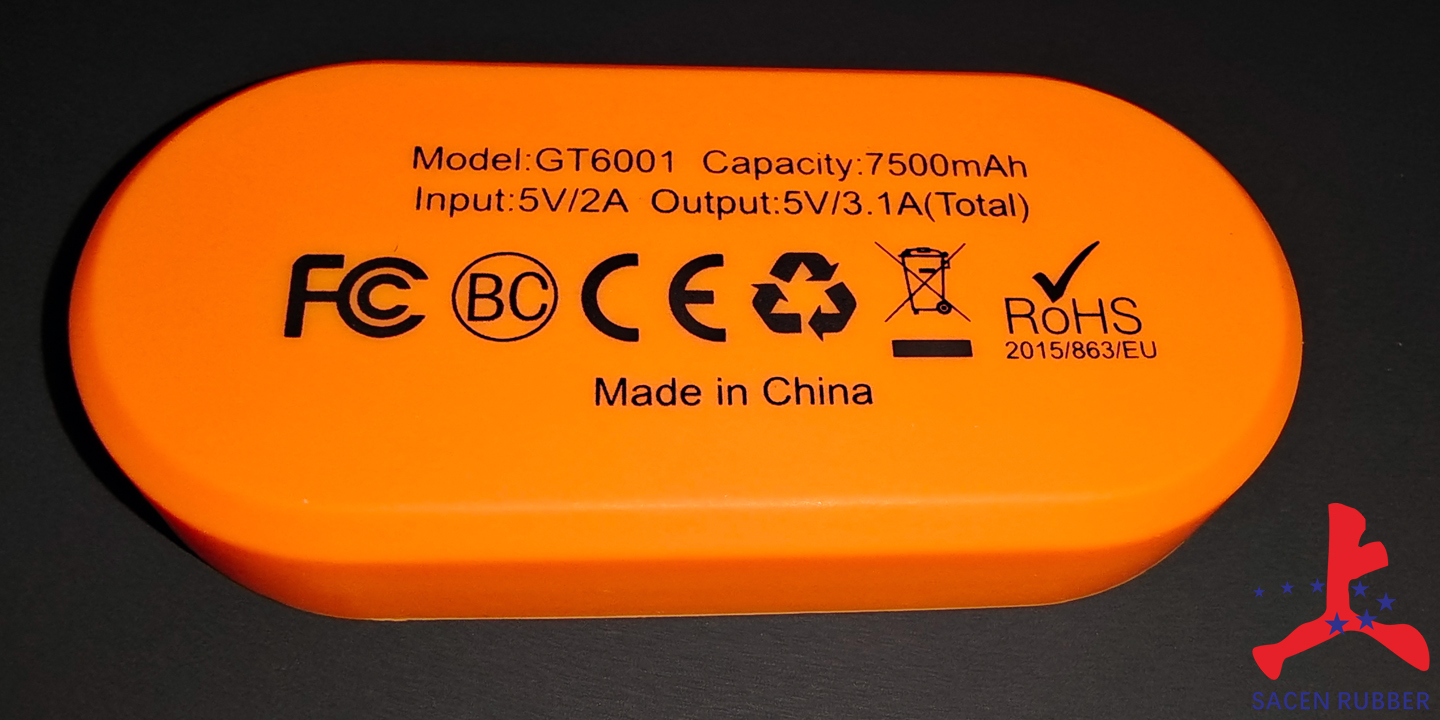 Model:GT6001 Capacity:7500mAh
Input:5V/2A Output:5V/3.1A(Total)
FC BC CE RoHS
2015/863/EU
Made in China
SACEN RUBBER